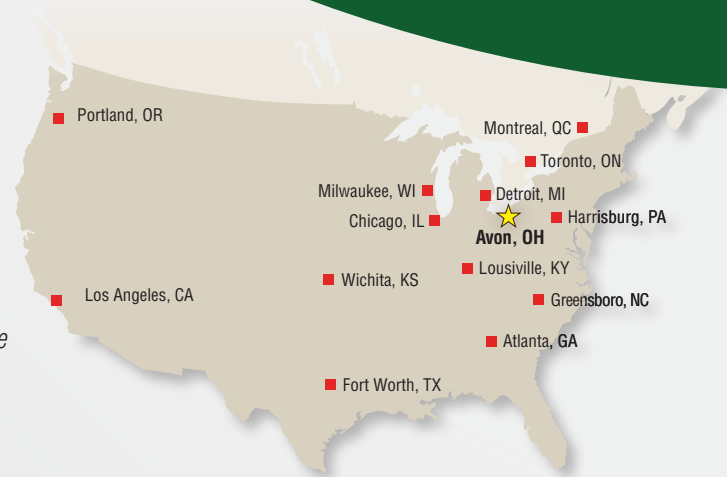 Portland, OR
Montreal, QC
Toronto, ON
Milwaukee, WI
Detroit, MI
Chicago, IL
Harrisburg, PA
Avon, OH
Lousiville, KY
Wichita, KS
Los Angeles, CA
Greensboro, NC
e
Atlanta, GA
Fort Worth, TX